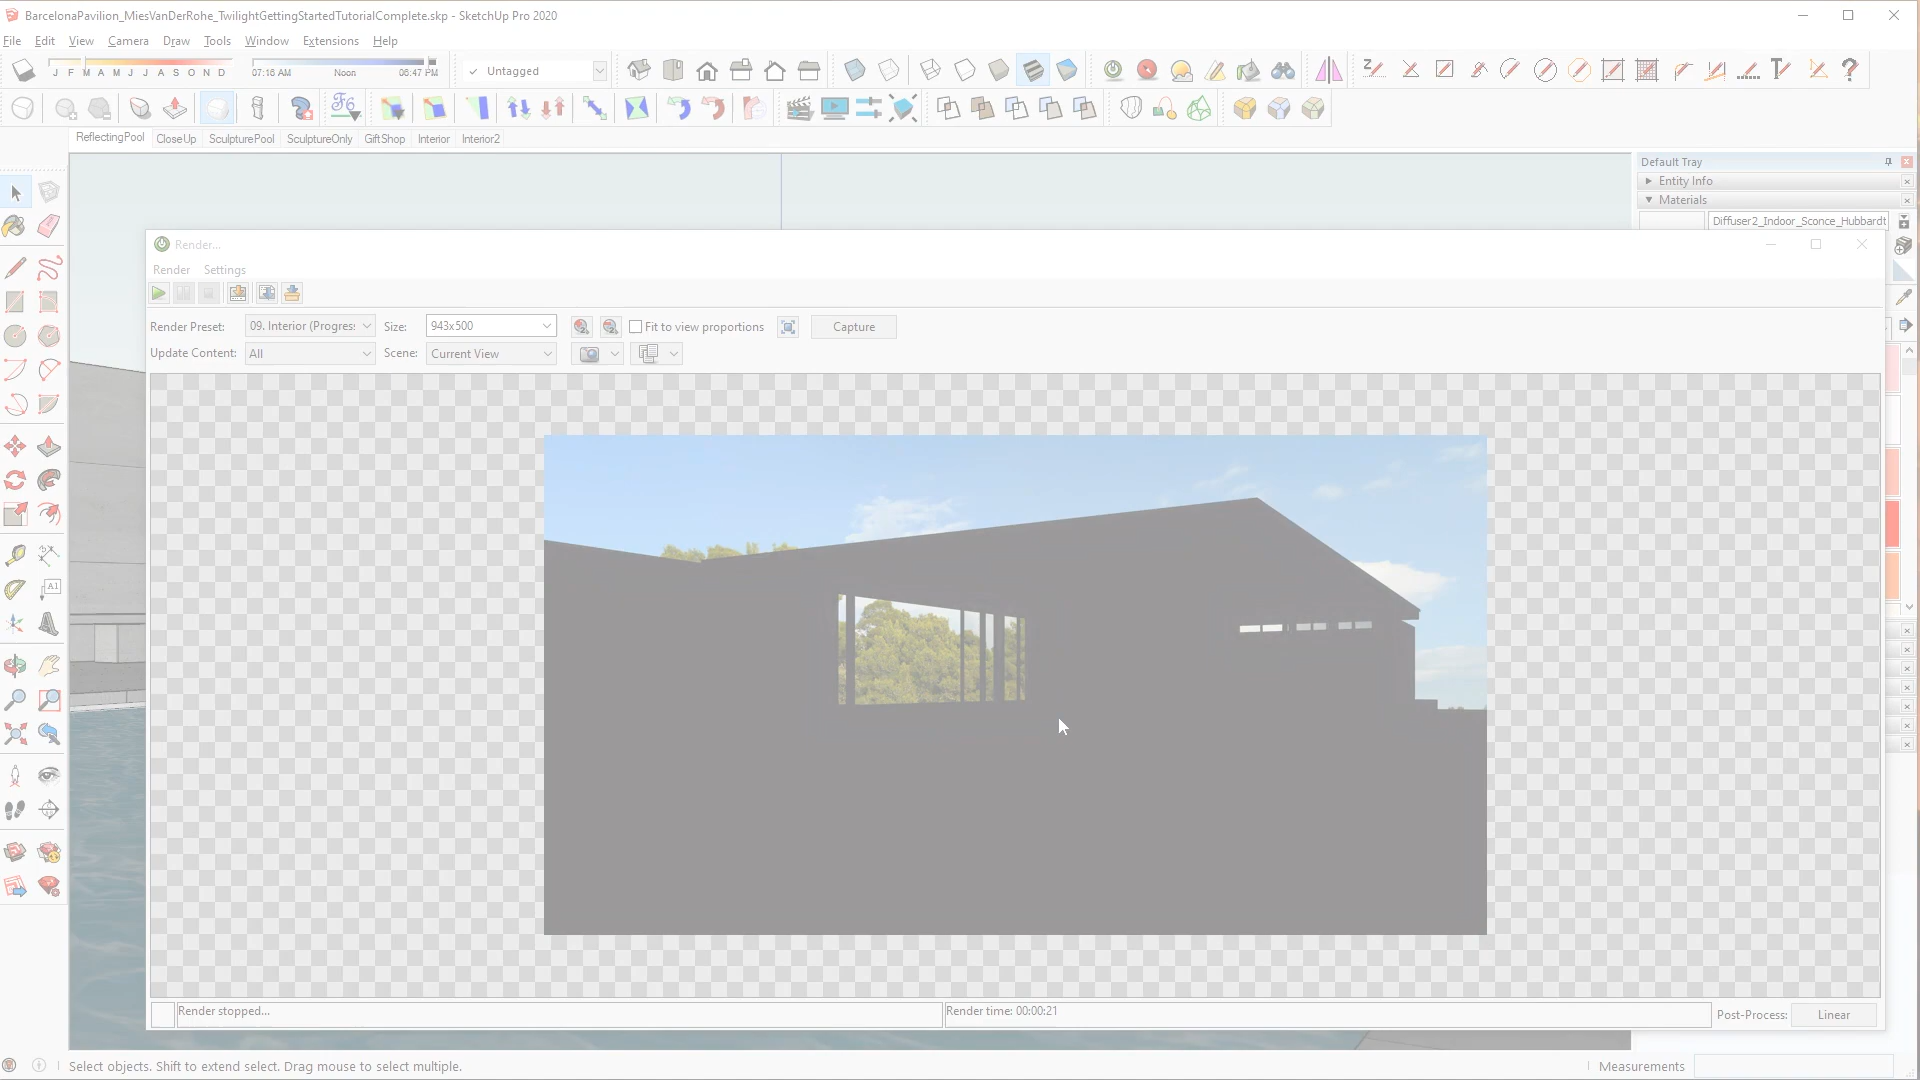 BarcelonaPavilion_MiesVanDerRohe_TwilightGettingStartedTutorialComplete.skp - SketchUp Pro 2020
File Edit View Camera Draw Tools Window Extensions Help
J F M A M J J A S O N D
07:16 AM Noon 06:47 PM
Untagged
ReflectingPool CloseUp SculpturePool SculptureOnly GiftShop Interior Interior2
Default Tray
Entity Info
Materials
Diffuser2_Indoor_Sconce_Hubbardt
Render...
Render Settings
Render Preset: 09. Interior (Progres: Size: 943x500 Fit to view proportions Capture
Update Content: All Scene: Current View
A1
Render stopped... Render time: 00:00:21 Post-Process: Linear
Select objects. Shift to extend select. Drag mouse to select multiple. Measurements